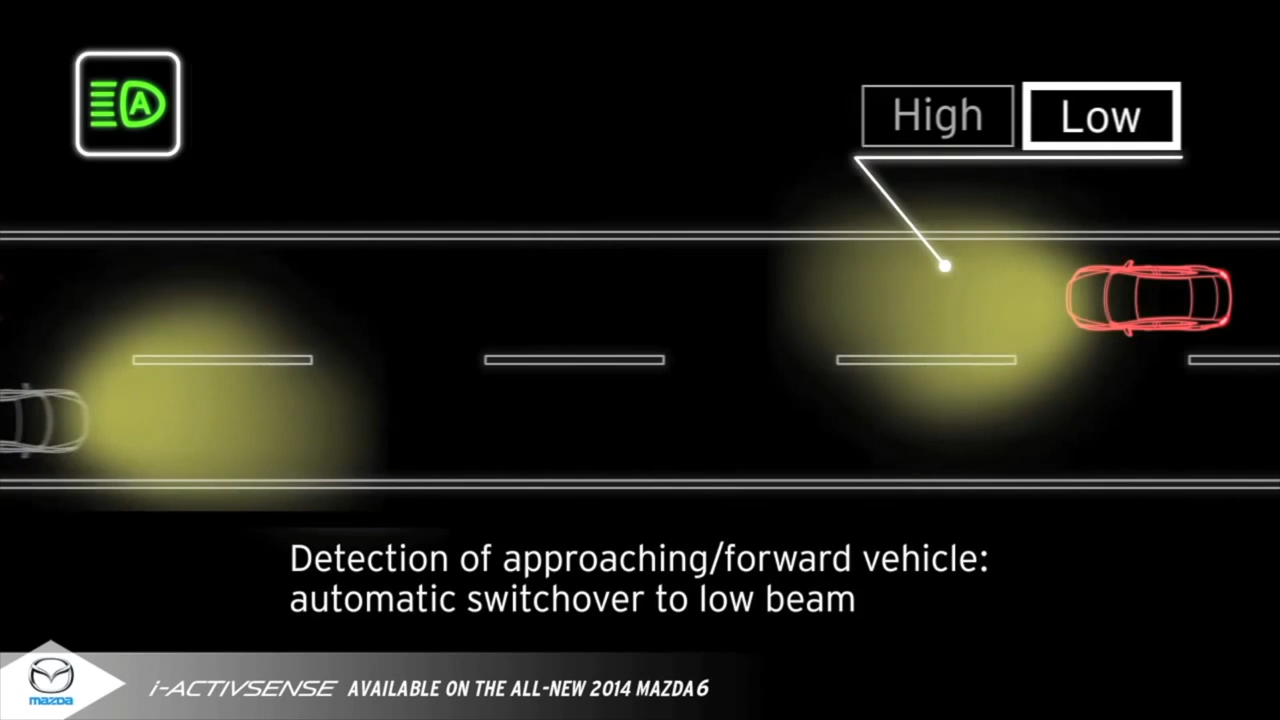 A
High Low
Detection of approaching/forward vehicle:
automatic switchover to low beam
mazda
i-ACTIVSENSE AVAILABLE ON THE ALL-NEW 2014 MAZDA6